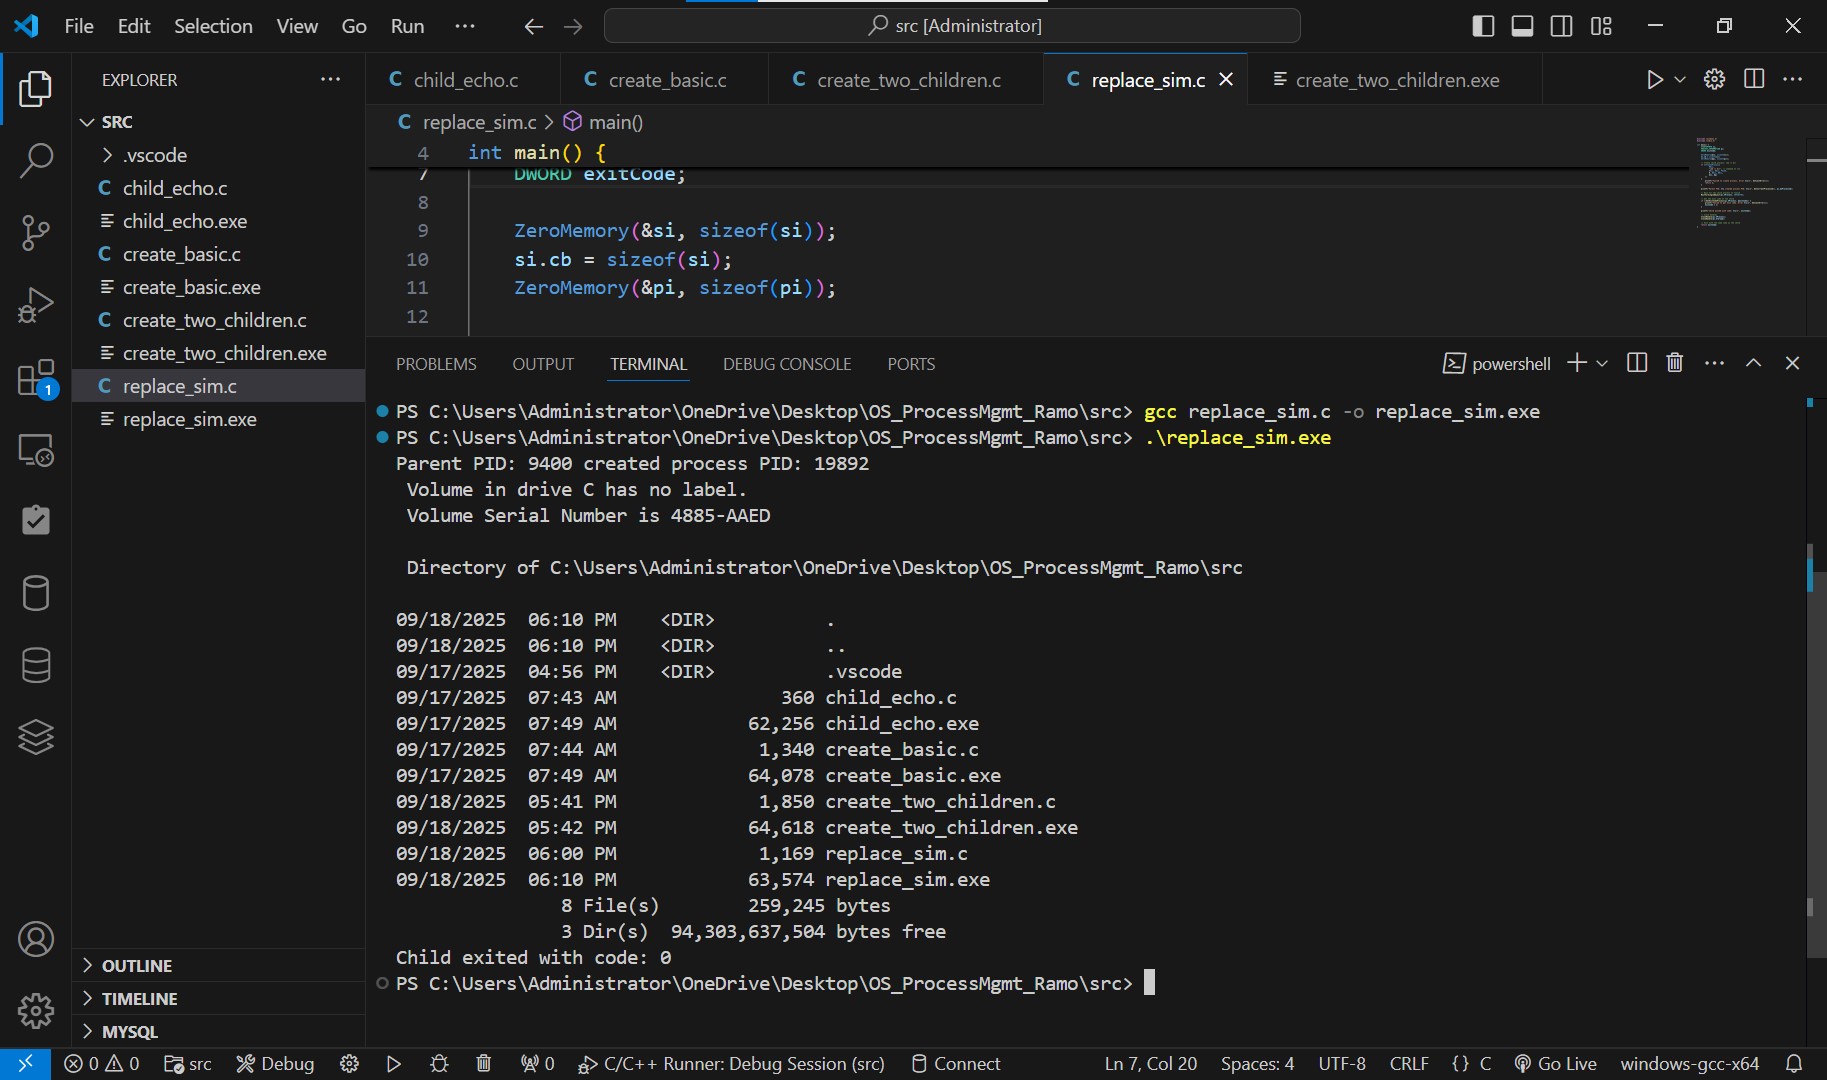 File Edit Selection View Go Run ··· src [Administrator]
EXPLORER ···
SRC
.vscode
C child_echo.c
child_echo.exe
C create_basic.c
create_basic.exe
C create_two_children.c
create_two_children.exe
C replace_sim.c
replace_sim.exe
1
OUTLINE
TIMELINE
MYSQL
C child_echo.c C create_basic.c C create_two_children.c C replace_sim.c create_two_children.exe
C replace_sim.c > main()
4 int main() {
7 DWORD exitCode;
8
9 ZeroMemory(&si, sizeof(si));
10 si.cb = sizeof(si);
11 ZeroMemory(&pi, sizeof(pi));
12
PROBLEMS OUTPUT TERMINAL DEBUG CONSOLE PORTS powershell
PS C:\Users\Administrator\OneDrive\Desktop\OS_ProcessMgmt_Ramo\src> gcc replace_sim.c -o replace_sim.exe
PS C:\Users\Administrator\OneDrive\Desktop\OS_ProcessMgmt_Ramo\src> .\replace_sim.exe
Parent PID: 9400 created process PID: 19892
Volume in drive C has no label.
Volume Serial Number is 4885-AAED
Directory of C:\Users\Administrator\OneDrive\Desktop\OS_ProcessMgmt_Ramo\src
09/18/2025 06:10 PM <DIR> .
09/18/2025 06:10 PM <DIR> ..
09/17/2025 04:56 PM <DIR> .vscode
09/17/2025 07:43 AM 360 child_echo.c
09/17/2025 07:49 AM 62,256 child_echo.exe
09/17/2025 07:44 AM 1,340 create_basic.c
09/17/2025 07:49 AM 64,078 create_basic.exe
09/18/2025 05:41 PM 1,850 create_two_children.c
09/18/2025 05:42 PM 64,618 create_two_children.exe
09/18/2025 06:00 PM 1,169 replace_sim.c
09/18/2025 06:10 PM 63,574 replace_sim.exe
8 File(s) 259,245 bytes
3 Dir(s) 94,303,637,504 bytes free
Child exited with code: 0
PS C:\Users\Administrator\OneDrive\Desktop\OS_ProcessMgmt_Ramo\src>
0 0 src Debug 0 C/C++ Runner: Debug Session (src) Connect Ln 7, Col 20 Spaces: 4 UTF-8 CRLF {} C Go Live windows-gcc-x64